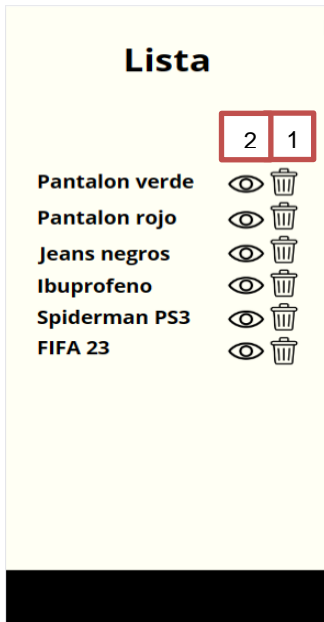 Lista
2 1
Pantalon verde
Pantalon rojo
Jeans negros
Ibuprofeno
Spiderman PS3
FIFA 23